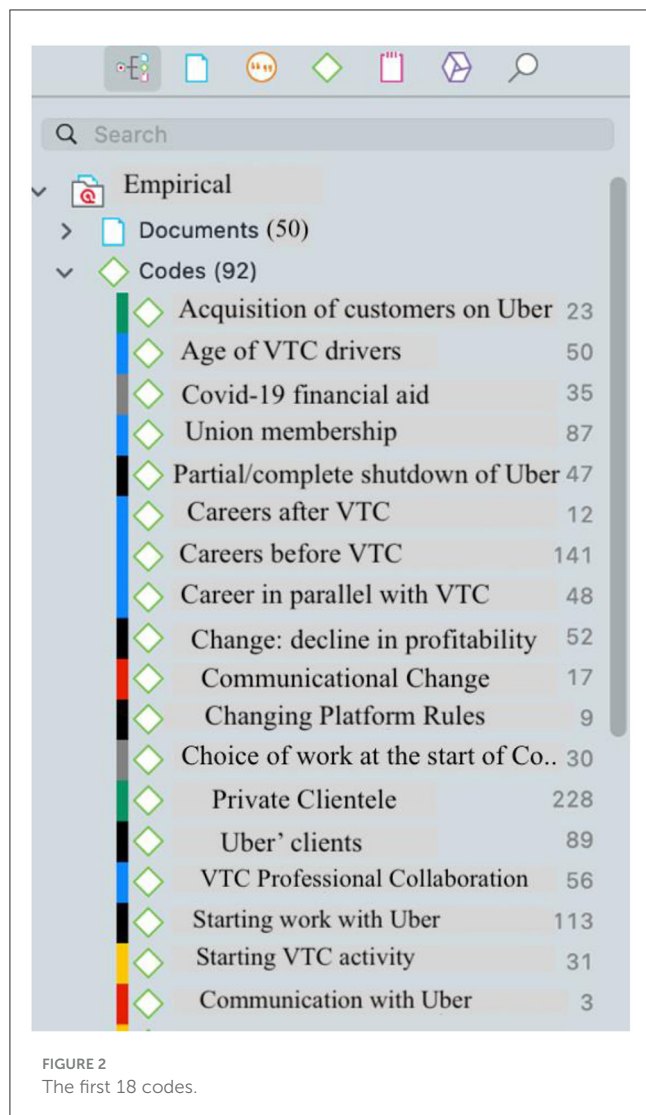 Search
Empirical
Documents (50)
Codes (92)
Acquisition of customers on Uber 23
Age of VTC drivers 50
Covid-19 financial aid 35
Union membership 87
Partial/complete shutdown of Uber 47
Careers after VTC 12
Careers before VTC 141
Career in parallel with VTC 48
Change: decline in profitability 52
Communicational Change 17
Changing Platform Rules 9
Choice of work at the start of Co.. 30
Private Clientele 228
Uber' clients 89
VTC Professional Collaboration 56
Starting work with Uber 113
Starting VTC activity 31
Communication with Uber 3
FIGURE 2
The first 18 codes.